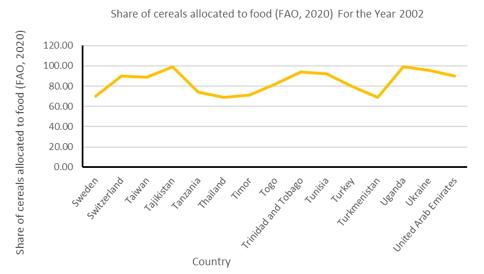 Share of cereals allocated to food (FAO, 2020) For the Year 2002
Share of cereals allocated to food (FAO, 2020)
120.00
100.00
80.00
60.00
40.00
20.00
0.00
Sweden
Switzerland
Taiwan
Tajikistan
Tanzania
Thailand
Timor
Togo
Trinidad and Tobago
Tunisia
Turkey
Turkmenistan
Uganda
Ukraine
United Arab Emirates
Country